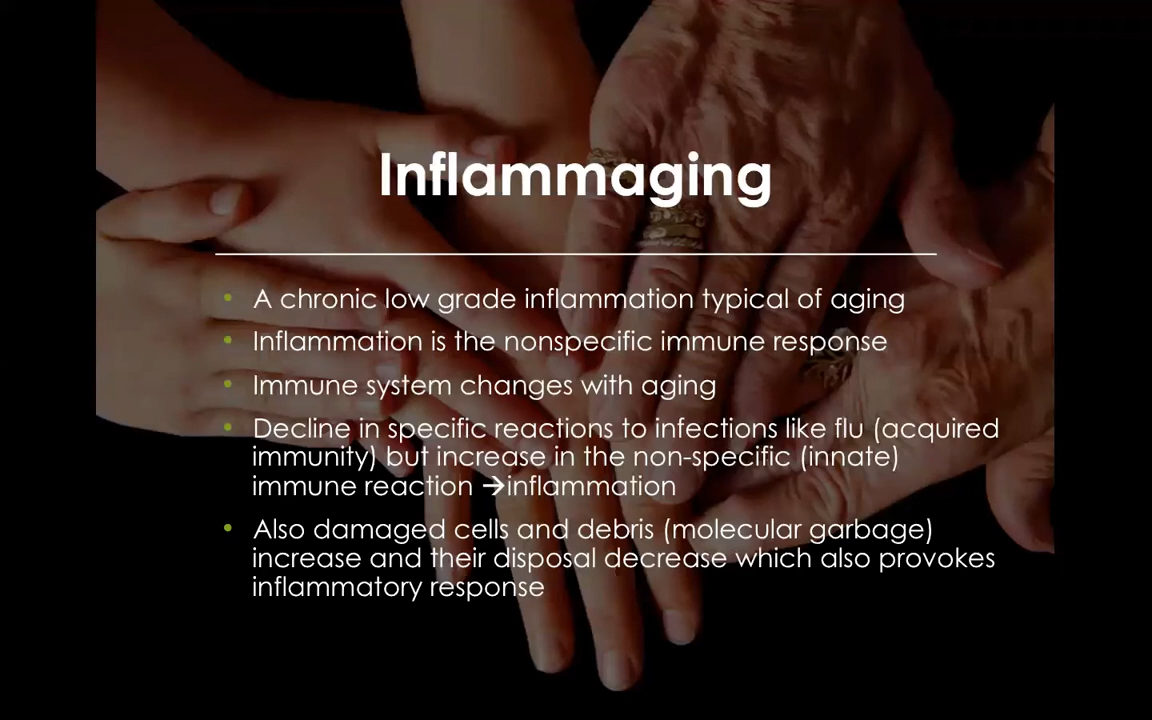 Inflammaging
• A chronic low grade inflammation typical of aging
• Inflammation is the nonspecific immune response
• Immune system changes with aging
• Decline in specific reactions to infections like flu (acquired
immunity) but increase in the non-specific (innate)
immune reaction →inflammation
• Also damaged cells and debris (molecular garbage)
increase and their disposal decrease which also provokes
inflammatory response